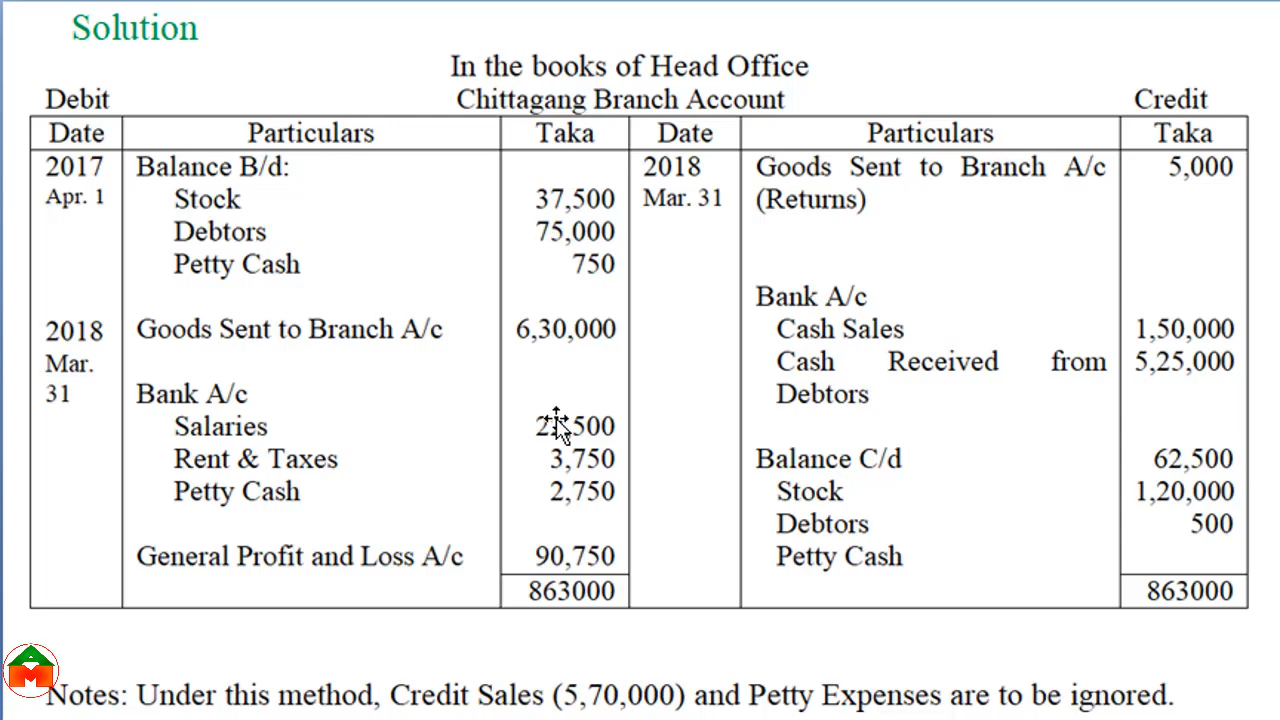 Solution
In the books of Head Office
Debit Chittagang Branch Account Credit
Date Particulars Taka Date Particulars Taka
2017 Balance B/d: 2018 Goods Sent to Branch A/c 5,000
Apr. 1 Stock 37,500 Mar. 31 (Returns)
Debtors 75,000
Petty Cash 750
Bank A/c
2018 Goods Sent to Branch A/c 6,30,000 Cash Sales 1,50,000
Mar. Cash Received from 5,25,000
31 Bank A/c Debtors
Salaries
Rent & Taxes 3,750 Balance C/d 62,500
Petty Cash 2,750 Stock 1,20,000
Debtors 500
General Profit and Loss A/c 90,750 Petty Cash
863000 863000
Notes: Under this method, Credit Sales (5,70,000) and Petty Expenses are to be ignored.